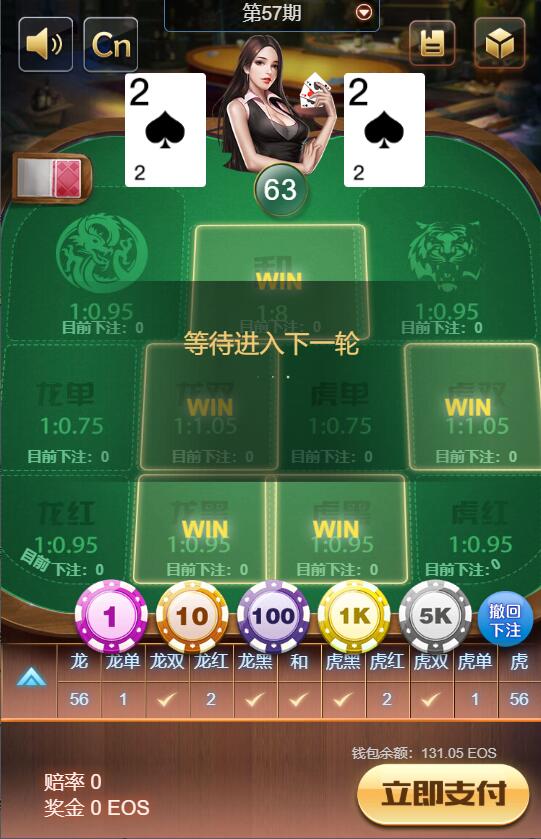 第57期
Cn
2
2
2
2
63
和
WIN
1:8
1:0.95
目前下注：0
1:0.95
目前下注：0
等待进入下一轮
龙单
1:0.75
目前下注：0
龙双
WIN
1:1.05
目前下注：0
虎单
1:0.75
目前下注：0
虎双
WIN
1:1.05
目前下注：0
龙红
1:0.95
目前下注：0
龙黑
WIN
1:0.95
目前下注：0
虎黑
WIN
1:0.95
目前下注：0
虎红
1:0.95
目前下注：0
1
10
100
1K
5K
撤回
下注
龙 龙单 龙双 龙红 龙黑 和 虎黑 虎红 虎双 虎单 虎
56 1 2 2 1 56
钱包余额：131.05 EOS
赔率 0
奖金 0 EOS
立即支付